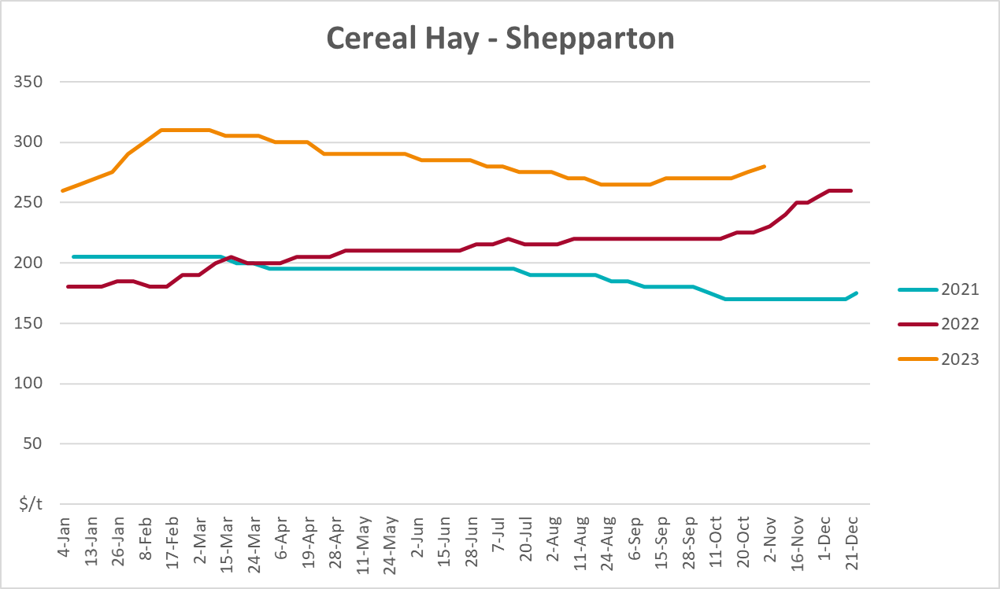 Cereal Hay - Shepparton
350
300
250
200
150
100
50
$/t
4-Jan
13-Jan
26-Jan
8-Feb
17-Feb
2-Mar
15-Mar
24-Mar
6-Apr
19-Apr
28-Apr
11-May
24-May
2-Jun
15-Jun
28-Jun
7-Jul
20-Jul
2-Aug
11-Aug
24-Aug
6-Sep
15-Sep
28-Sep
11-Oct
20-Oct
2-Nov
16-Nov
1-Dec
21-Dec
2021
2022
2023